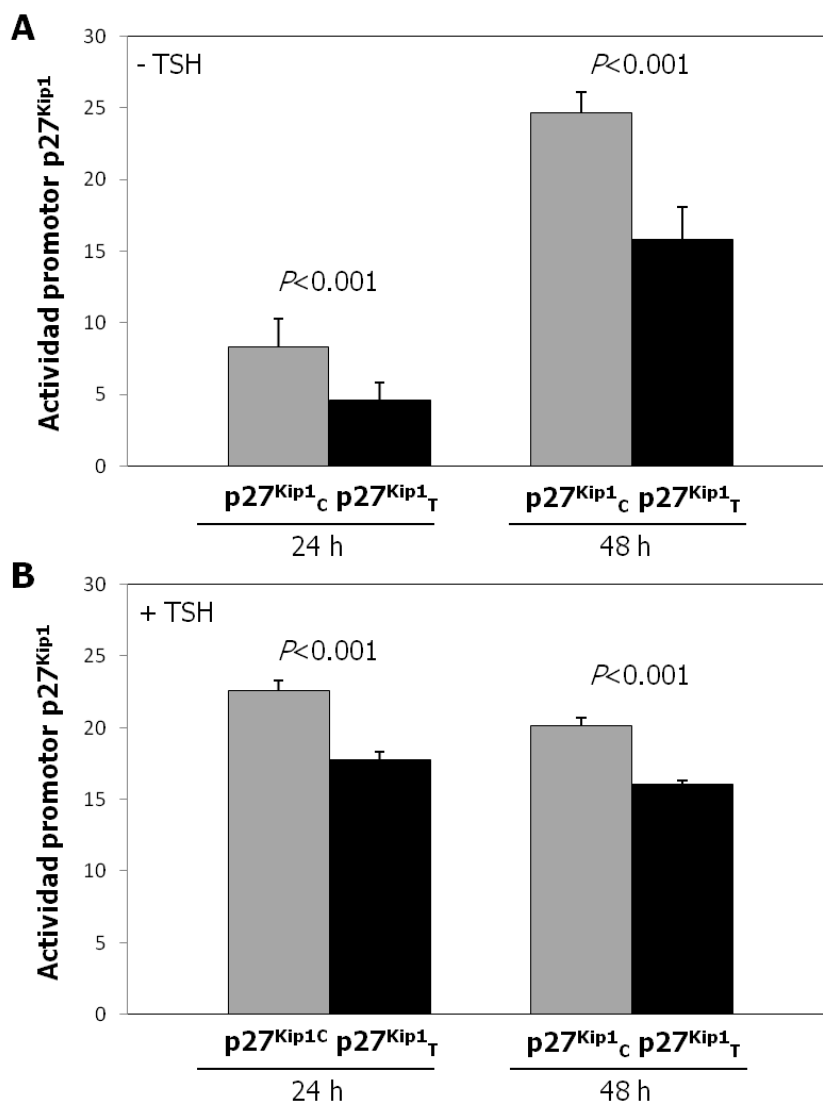 A
Actividad promotor p27Kip1
30
25
20
15
10
5
0
- TSH
P<0.001
P<0.001
p27Kip1C p27Kip1T
p27Kip1C p27Kip1T
24 h
48 h
B
Actividad promotor p27Kip1
30
25
20
15
10
5
0
+ TSH
P<0.001
P<0.001
p27Kip1C p27Kip1T
p27Kip1C p27Kip1T
24 h
48 h